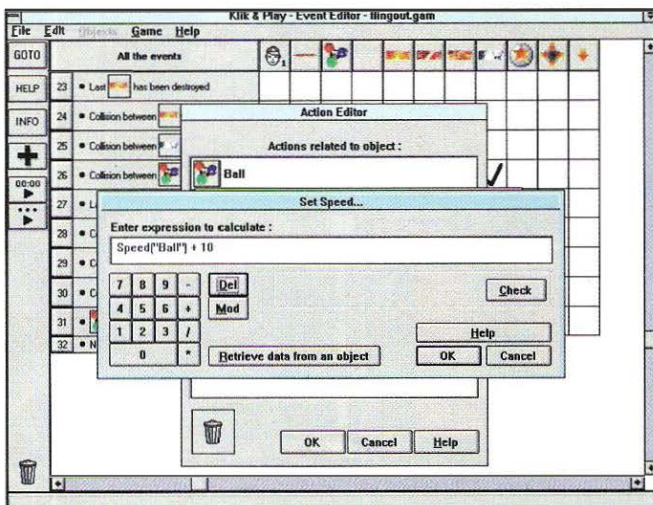 Klik & Play - Event Editor - flingout.gam
File Edit Objects Game Help
GOTO
All the events
1
HELP
23 • Last has been destroyed
INFO
24 • Collision between
25 • Collision between
26 • Collision between
00:00
27 • L
28 • C
29 • C
30 • C
31 •
32 • N
Action Editor
Actions related to object :
Ball
Set Speed...
Enter expression to calculate :
Speed("Ball") + 10
7 8 9 - Del
4 5 6 + Mod
1 2 3 /
0 *
Check
Help
Retrieve data from an object
OK Cancel
OK Cancel Help